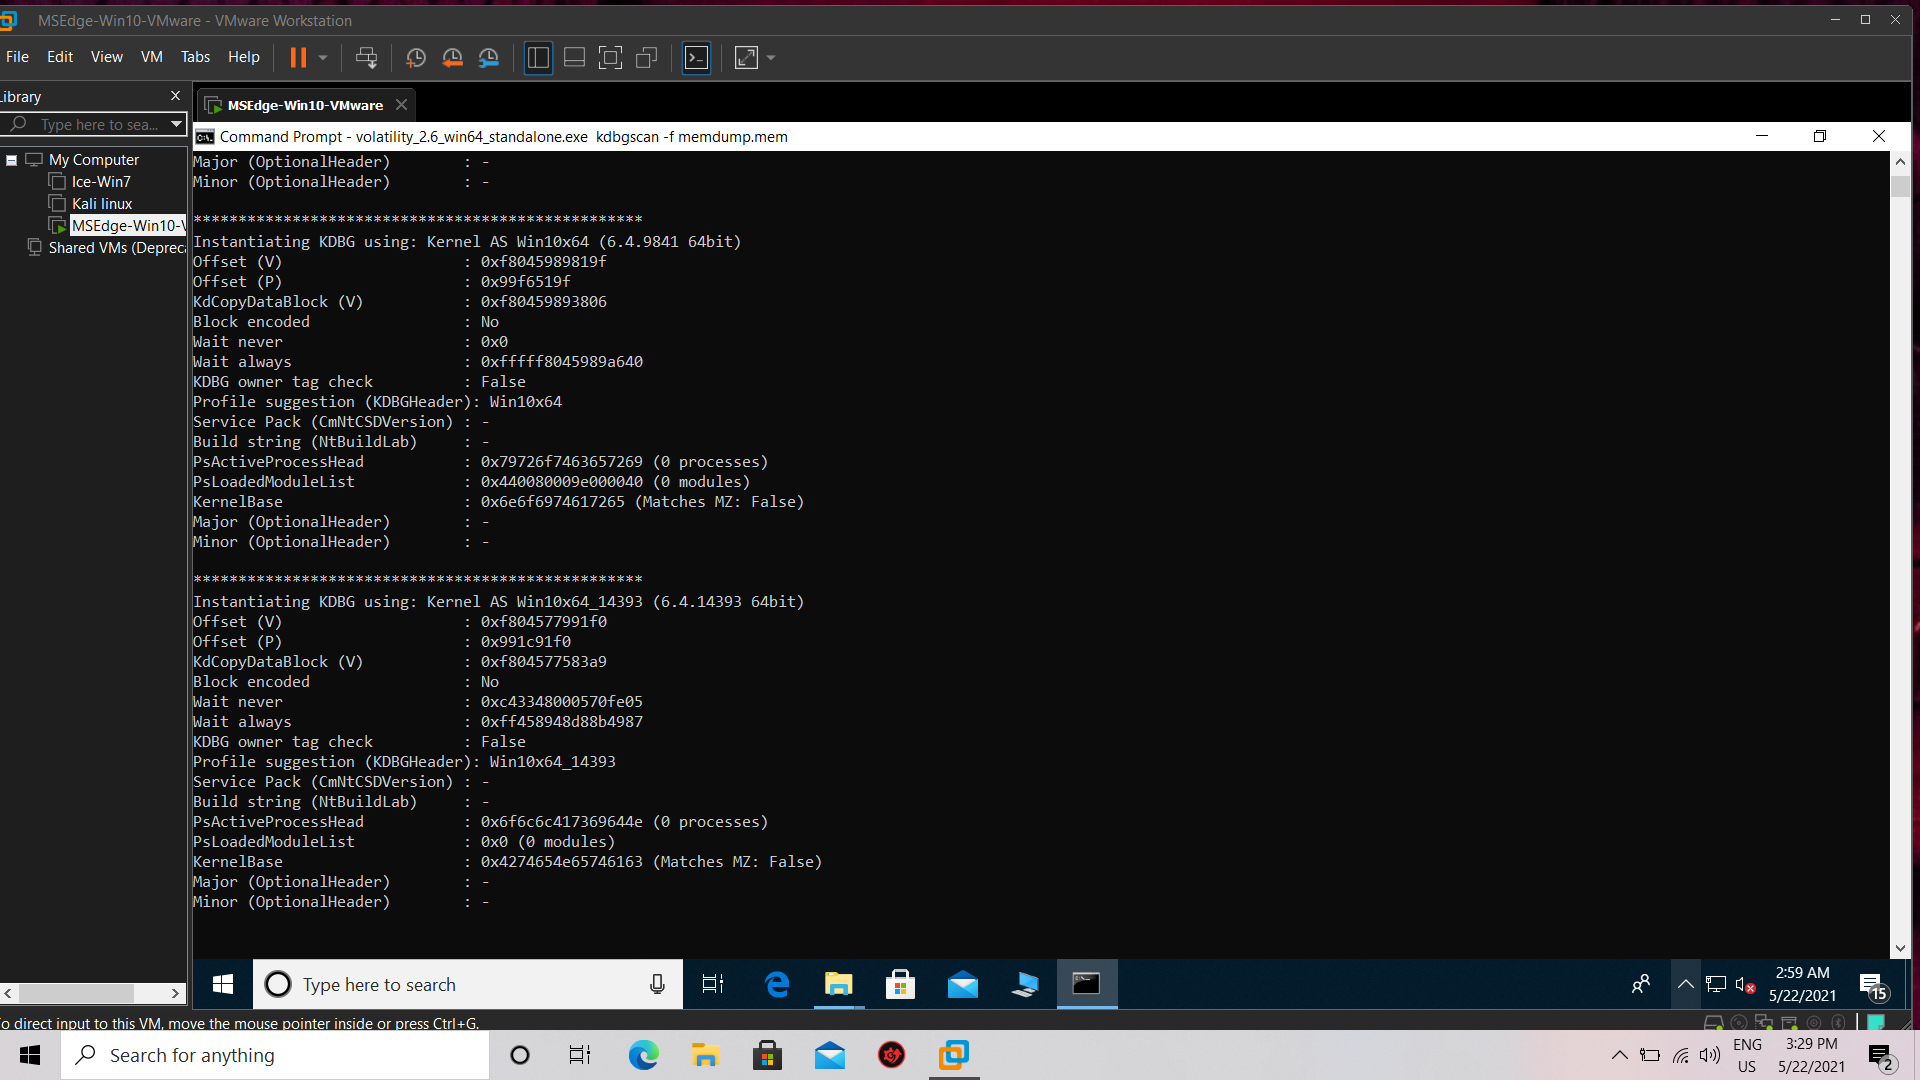 MSEdge-Win10-VMware - VMware Workstation
File Edit View VM Tabs Help
Library
Type here to sea...
My Computer
Ice-Win7
Kali linux
MSEdge-Win10-V
Shared VMs (Depreca
MSEdge-Win10-VMware
Command Prompt - volatility_2.6_win64_standalone.exe kdbgscan -f memdump.mem
Major (OptionalHeader) : -
Minor (OptionalHeader) : -
**************************************************
Instantiating KDBG using: Kernel AS Win10x64 (6.4.9841 64bit)
Offset (V) : 0xf8045989819f
Offset (P) : 0x99f6519f
KdCopyDataBlock (V) : 0xf80459893806
Block encoded : No
Wait never : 0x0
Wait always : 0xfffff8045989a640
KDBG owner tag check : False
Profile suggestion (KDBGHeader): Win10x64
Service Pack (CmNtCSDVersion) : -
Build string (NtBuildLab) : -
PsActiveProcessHead : 0x79726f7463657269 (0 processes)
PsLoadedModuleList : 0x440080009e000040 (0 modules)
KernelBase : 0x6e6f6974617265 (Matches MZ: False)
Major (OptionalHeader) : -
Minor (OptionalHeader) : -
**************************************************
Instantiating KDBG using: Kernel AS Win10x64_14393 (6.4.14393 64bit)
Offset (V) : 0xf804577991f0
Offset (P) : 0x991c91f0
KdCopyDataBlock (V) : 0xf804577583a9
Block encoded : No
Wait never : 0xc43348000570fe05
Wait always : 0xff458948d88b4987
KDBG owner tag check : False
Profile suggestion (KDBGHeader): Win10x64_14393
Service Pack (CmNtCSDVersion) : -
Build string (NtBuildLab) : -
PsActiveProcessHead : 0x6f6c6c417369644e (0 processes)
PsLoadedModuleList : 0x0 (0 modules)
KernelBase : 0x4274654e65746163 (Matches MZ: False)
Major (OptionalHeader) : -
Minor (OptionalHeader) : -
Type here to search
2:59 AM
5/22/2021
15
o direct input to this VM, move the mouse pointer inside or press Ctrl+G.
Search for anything
ENG
US
3:29 PM
5/22/2021
2